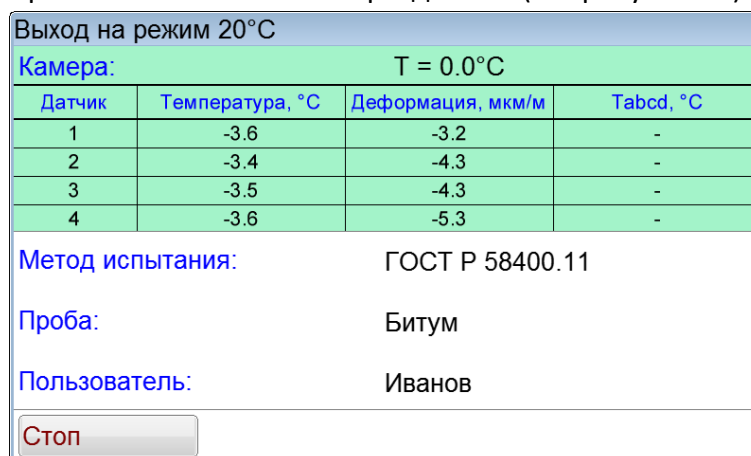 Выход на режим 20°C
Камера: T = 0.0°C
Датчик Температура, °C Деформация, мкм/м Tabcd, °C
1 -3.6 -3.2 -
2 -3.4 -4.3 -
3 -3.5 -4.3 -
4 -3.6 -5.3 -
Метод испытания: ГОСТ Р 58400.11
Проба: Битум
Пользователь: Иванов
Стоп